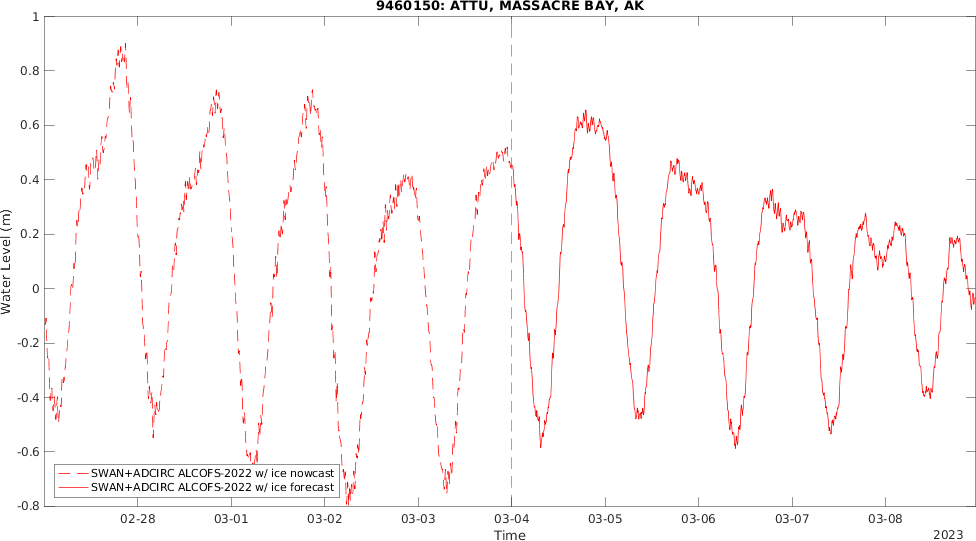 9460150: ATTU, MASSACRE BAY, AK
Water Level (m)
1
0.8
0.6
0.4
0.2
0
-0.2
-0.4
-0.6
-0.8
SWAN+ADCIRC ALCOFS-2022 w/ ice nowcast
SWAN+ADCIRC ALCOFS-2022 w/ ice forecast
02-28 03-01 03-02 03-03 03-04 03-05 03-06 03-07 03-08
Time
2023